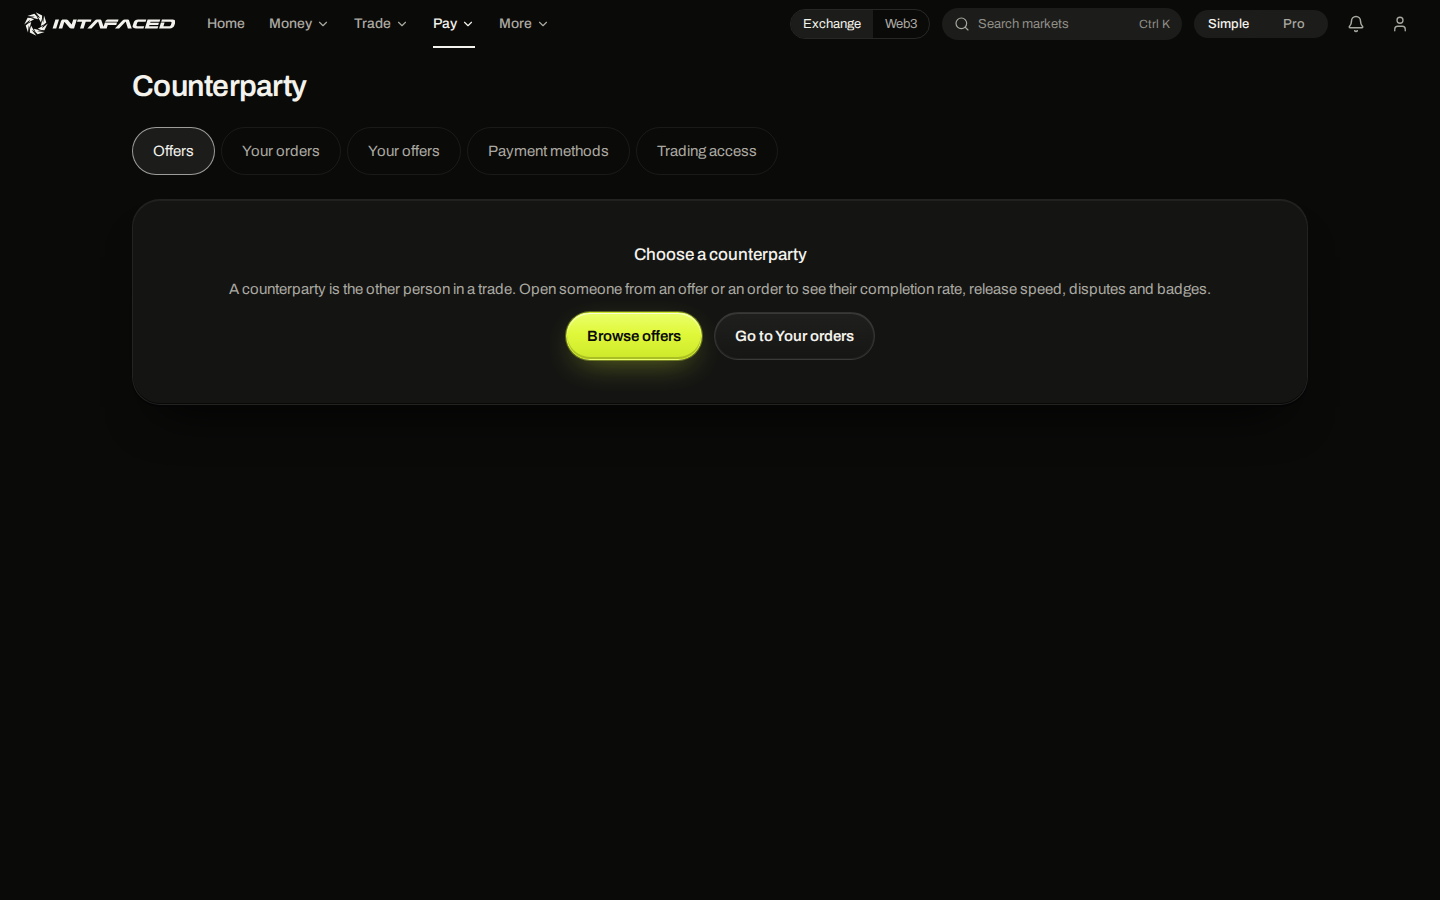 INTAFACED Home Money Trade Pay More Exchange Web3 Search markets Ctrl K Simple Pro
Counterparty
Offers Your orders Your offers Payment methods Trading access
Choose a counterparty
A counterparty is the other person in a trade. Open someone from an offer or an order to see their completion rate, release speed, disputes and badges.
Browse offers Go to Your orders